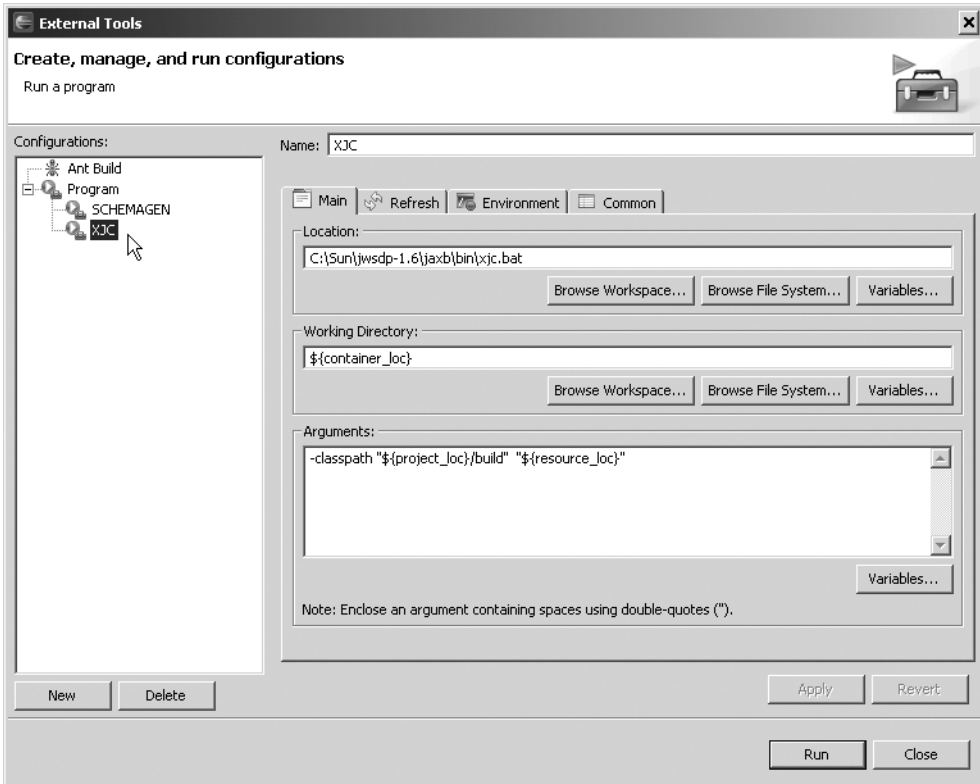 External Tools
Create, manage, and run configurations
Run a program
Configurations:
Ant Build
Program
SCHEMAGEN
XJC
New
Delete
Name:
XJC
Main
Refresh
Environment
Common
Location:
C:\Sun\jwsdp-1.6\jaxb\bin\xjc.bat
Browse Workspace...
Browse File System...
Variables...
Working Directory:
${container_loc}
Browse Workspace...
Browse File System...
Variables...
Arguments:
-classpath "${project_loc}/build"  "${resource_loc}"
Variables...
Note: Enclose an argument containing spaces using double-quotes (").
Apply
Revert
Run
Close